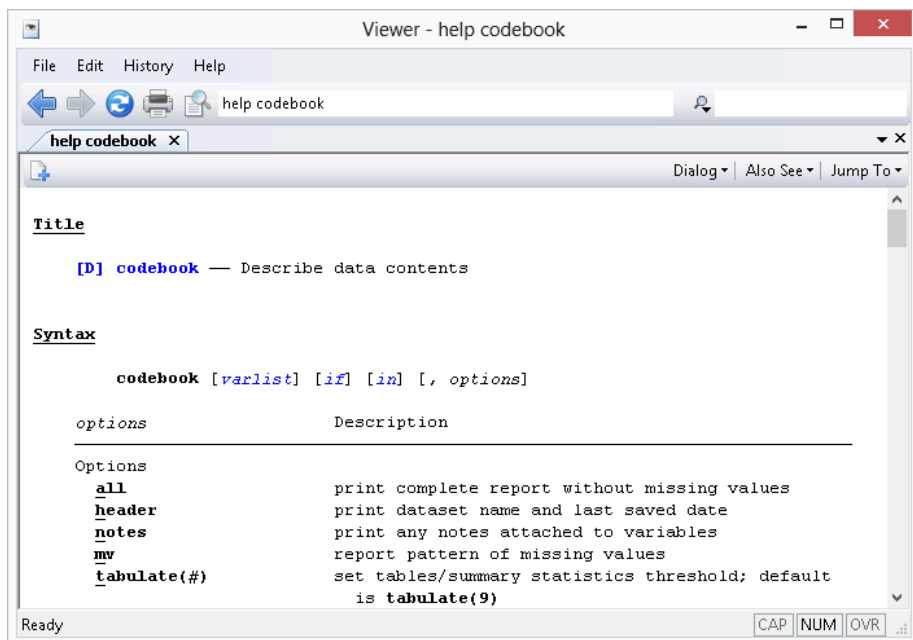 Viewer - help codebook
File Edit History Help
help codebook
help codebook X
Dialog Also See Jump To
Title
[D] codebook — Describe data contents
Syntax
codebook [varlist] [if] [in] [, options]
options Description
Options
all print complete report without missing values
header print dataset name and last saved date
notes print any notes attached to variables
mv report pattern of missing values
tabulate(#) set tables/summary statistics threshold; default
is tabulate(9)
Ready CAP NUM OVR